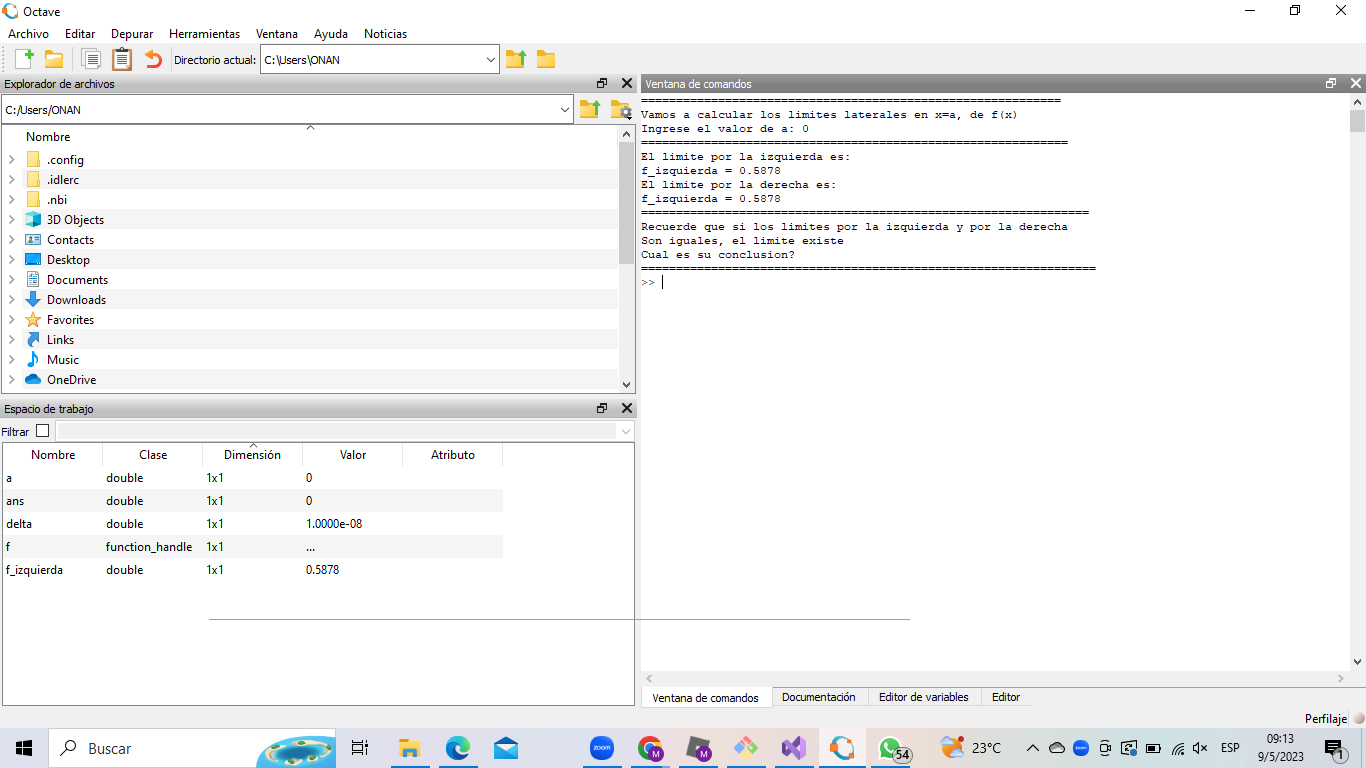 Octave
Archivo Editar Depurar Herramientas Ventana Ayuda Noticias
Directorio actual: C:\Users\ONAN
Explorador de archivos
C:/Users/ONAN
Nombre
.config
.idlerc
.nbi
3D Objects
Contacts
Desktop
Documents
Downloads
Favorites
Links
Music
OneDrive
Espacio de trabajo
Filtrar
Nombre Clase Dimensión Valor Atributo
a double 1x1 0
ans double 1x1 0
delta double 1x1 1.0000e-08
f function_handle 1x1 ...
f_izquierda double 1x1 0.5878
Ventana de comandos
============================================================
Vamos a calcular los limites laterales en x=a, de f(x)
Ingrese el valor de a: 0
=============================================================
El limite por la izquierda es:
f_izquierda = 0.5878
El limite por la derecha es:
f_izquierda = 0.5878
================================================================
Recuerde que si los limites por la izquierda y por la derecha
Son iguales, el limite existe
Cual es su conclusion?
=================================================================
>>
Ventana de comandos Documentación Editor de variables Editor
Perfilaje
Buscar
zoom
M
M
54
23°C
zoom
ESP
09:13
9/5/2023
1